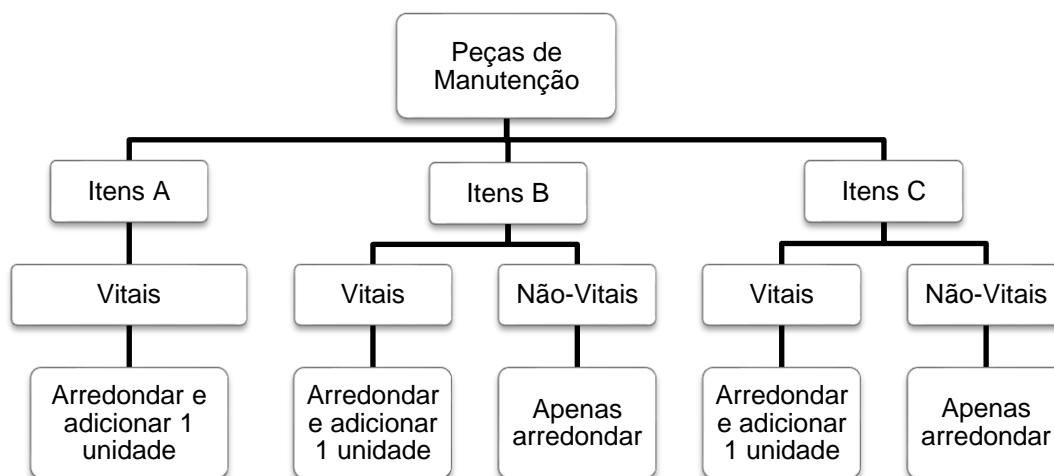 Peças de
Manutenção
Itens A
Itens B
Itens C
Vitais
Vitais
Não-Vitais
Vitais
Não-Vitais
Arredondar e
adicionar 1
unidade
Arredondar
e adicionar
1 unidade
Apenas
arredondar
Arredondar
e adicionar
1 unidade
Apenas
arredondar